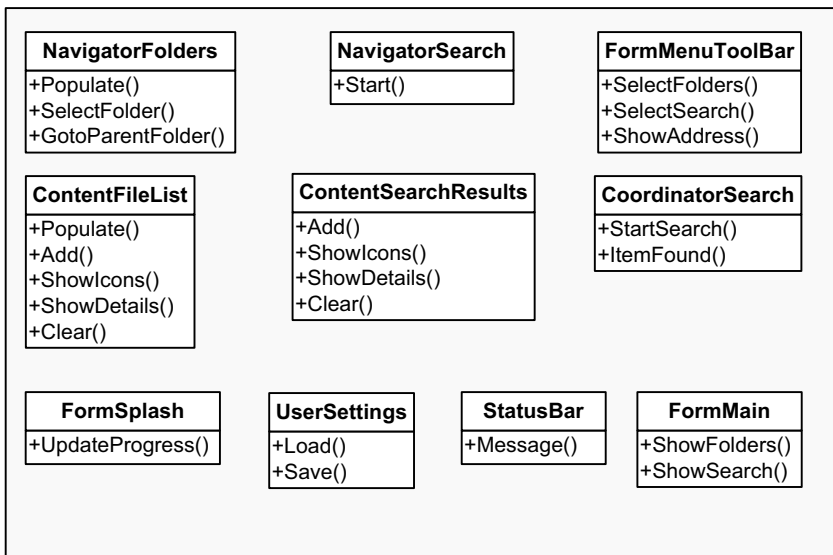 NavigatorFolders
+Populate()
+SelectFolder()
+GotoParentFolder()
NavigatorSearch
+Start()
FormMenuToolBar
+SelectFolders()
+SelectSearch()
+ShowAddress()
ContentFileList
+Populate()
+Add()
+ShowIcons()
+ShowDetails()
+Clear()
ContentSearchResults
+Add()
+ShowIcons()
+ShowDetails()
+Clear()
CoordinatorSearch
+StartSearch()
+ItemFound()
FormSplash
+UpdateProgress()
UserSettings
+Load()
+Save()
StatusBar
+Message()
FormMain
+ShowFolders()
+ShowSearch()